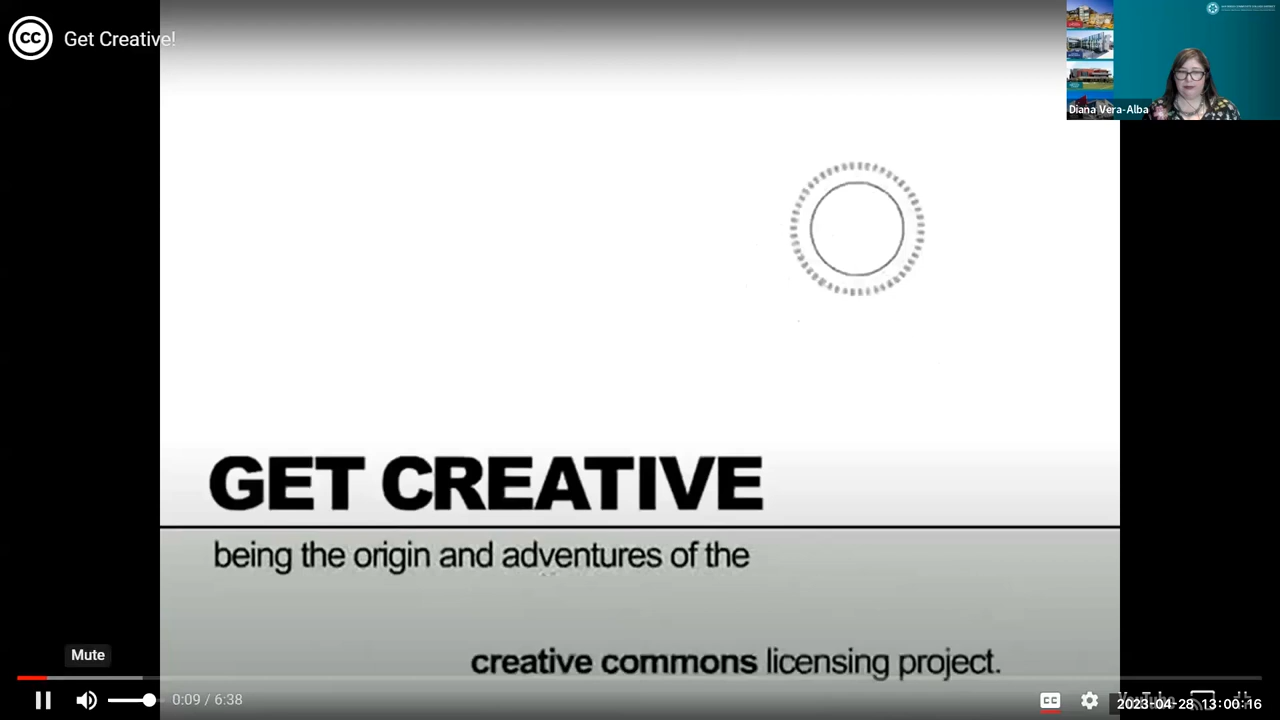 CC
Get Creative!
Diana Vera-Alba
GET CREATIVE
being the origin and adventures of the
creative commons licensing project.
Mute
0:09 / 6:38
CC
YouTube
2023-04-28 13:00:16